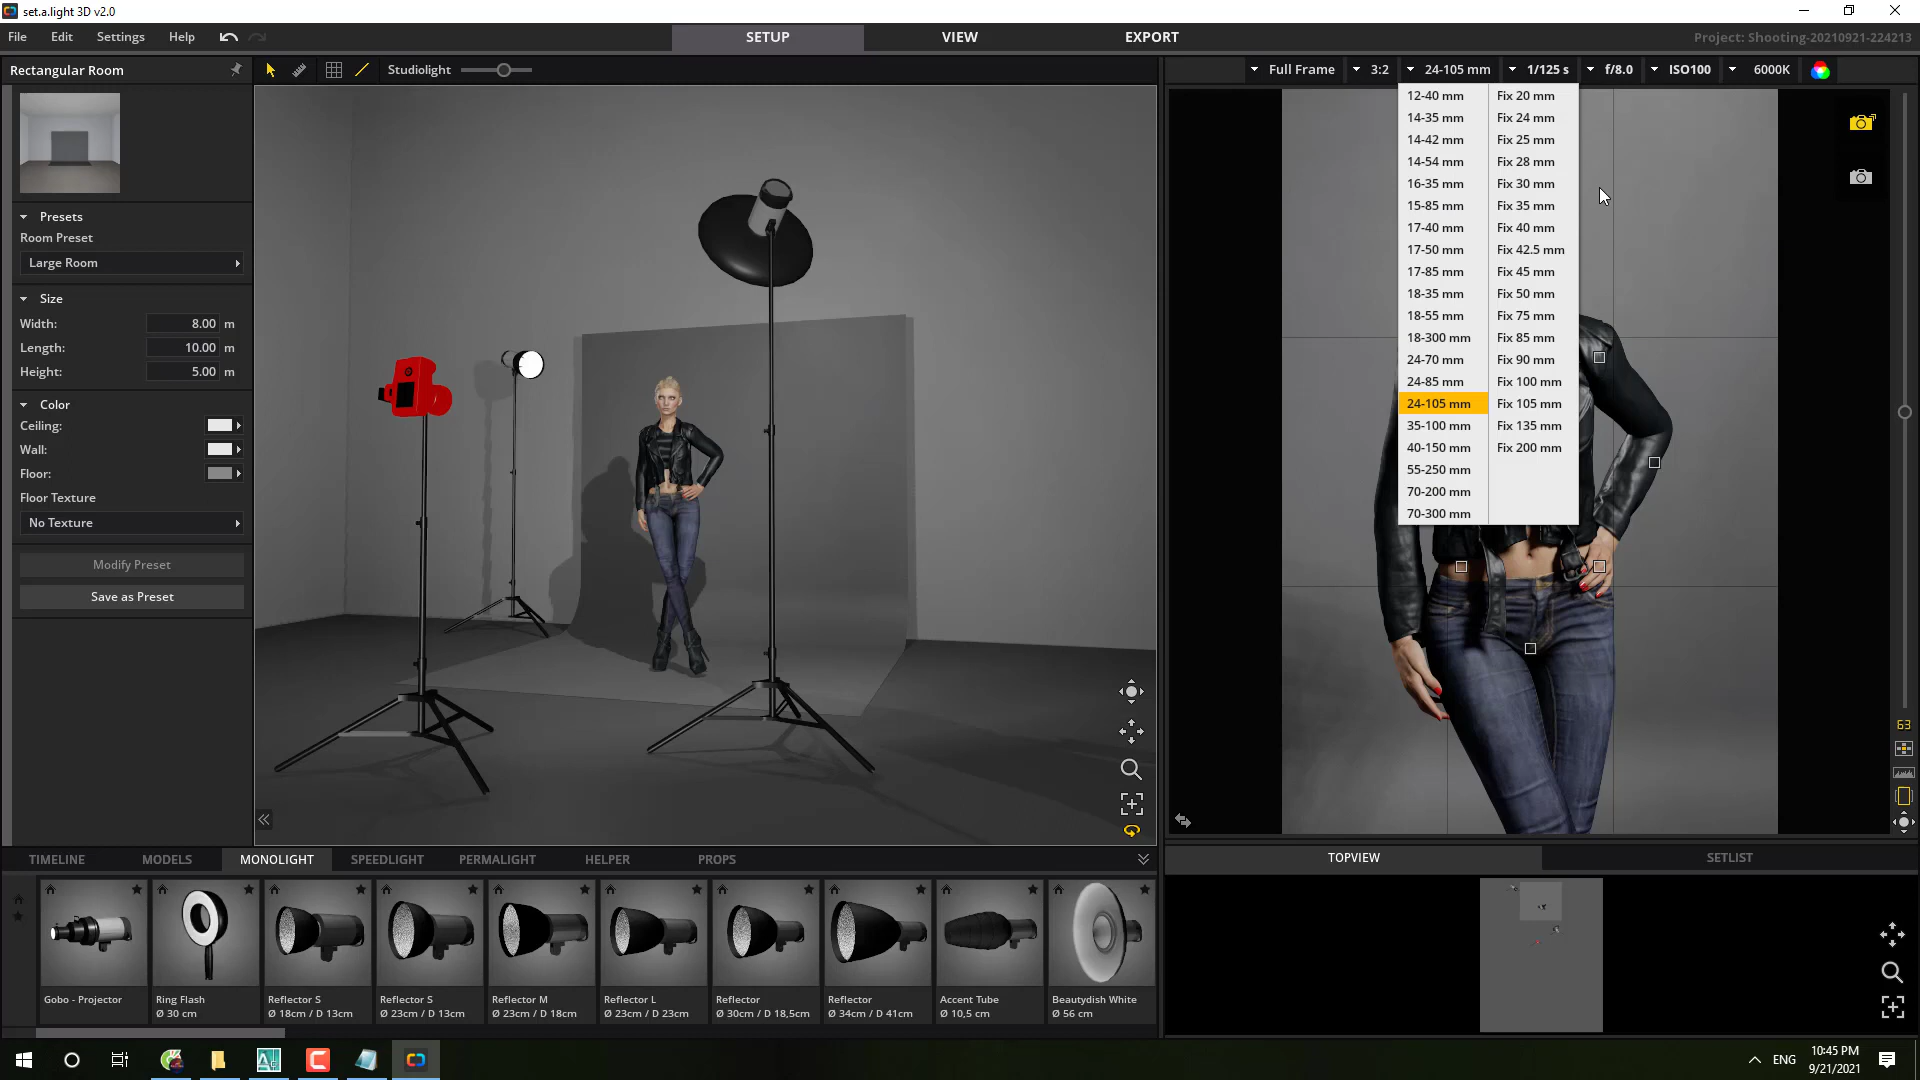 set.a.light 3D v2.0
File Edit Settings Help
SETUP VIEW EXPORT
Project: Shooting-20210921-224213
Rectangular Room
Studiolight
Full Frame 3:2 24-105 mm 1/125 s f/8.0 ISO100 6000K
Presets
Room Preset
Large Room
Size
Width: 8.00 m
Length: 10.00 m
Height: 5.00 m
Color
Ceiling:
Wall:
Floor:
Floor Texture
No Texture
Modify Preset
Save as Preset
12-40 mm Fix 20 mm
14-35 mm Fix 24 mm
14-42 mm Fix 25 mm
14-54 mm Fix 28 mm
16-35 mm Fix 30 mm
15-85 mm Fix 35 mm
17-40 mm Fix 40 mm
17-50 mm Fix 42.5 mm
17-85 mm Fix 45 mm
18-35 mm Fix 50 mm
18-55 mm Fix 75 mm
18-300 mm Fix 85 mm
24-70 mm Fix 90 mm
24-85 mm Fix 100 mm
24-105 mm Fix 105 mm
35-100 mm Fix 135 mm
40-150 mm Fix 200 mm
55-250 mm
70-200 mm
70-300 mm
63
TIMELINE MODELS MONOLIGHT SPEEDLIGHT PERMALIGHT HELPER PROPS
Gobo - Projector
Ring Flash
Ø 30 cm
Reflector S
Ø 18cm / D 13cm
Reflector S
Ø 23cm / D 13cm
Reflector M
Ø 23cm / D 18cm
Reflector L
Ø 23cm / D 23cm
Reflector
Ø 30cm / D 18,5cm
Reflector
Ø 34cm / D 41cm
Accent Tube
Ø 10,5 cm
Beautydish White
Ø 56 cm
TOPVIEW SETLIST
ENG
10:45 PM
9/21/2021